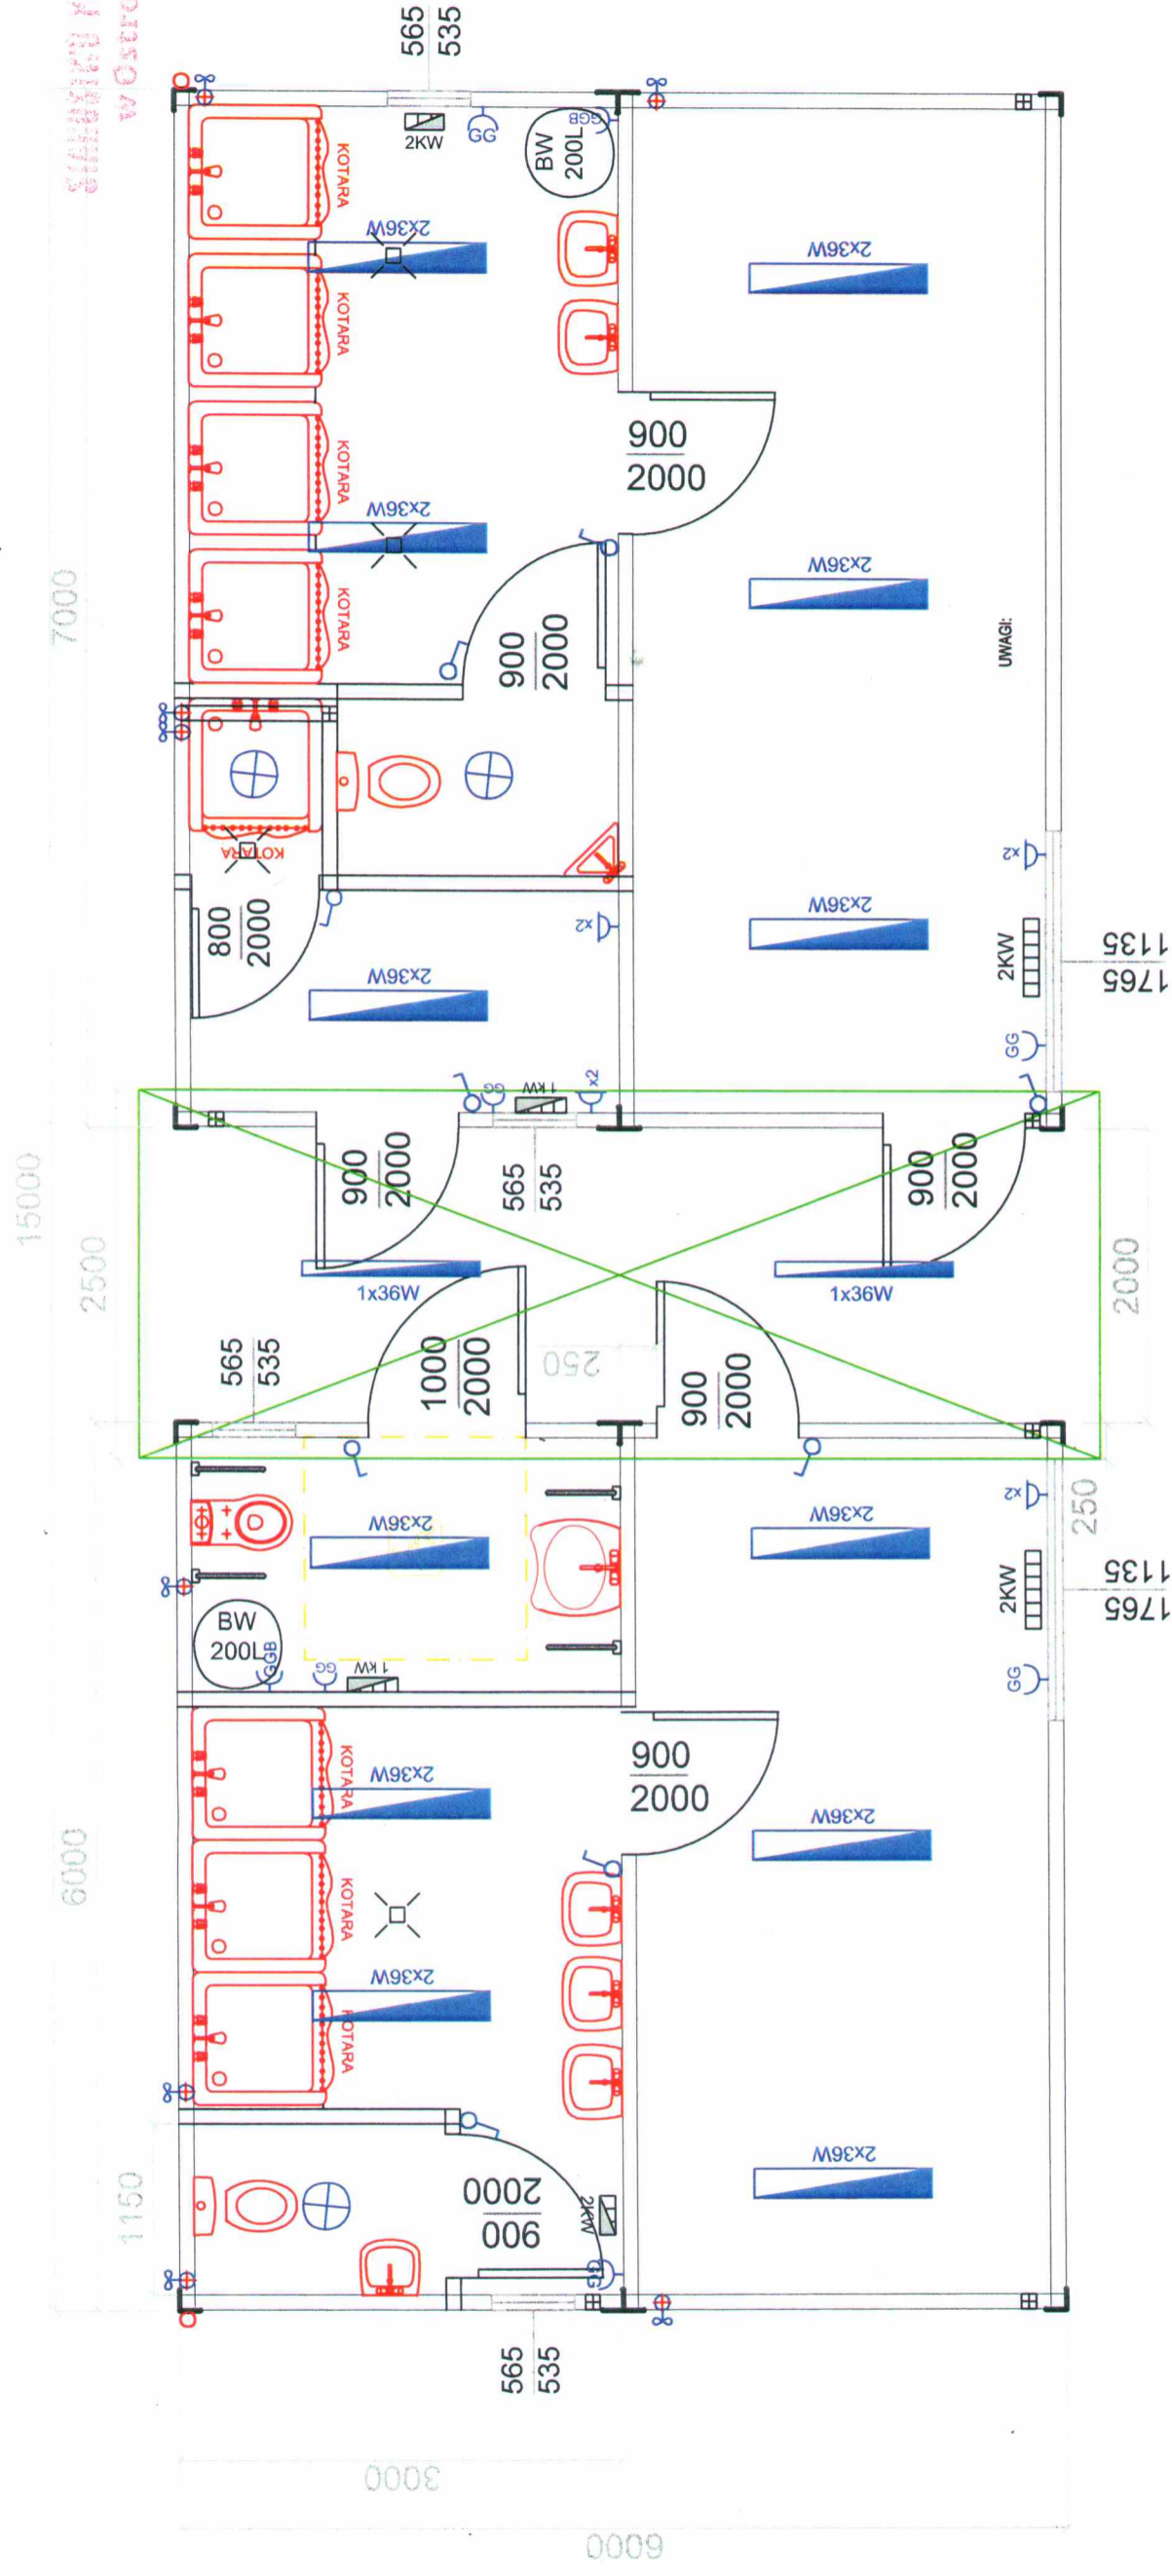 W Ostro
15000
7000
2500
6000
1150
565
535
KOTARA
KOTARA
KOTARA
KOTARA
2KW
GG
GGB
BW
200L
2x36W
2x36W
900
2000
900
2000
2x36W
2x36W
2x36W
UWAGI:
KOTARA
800
2000
x2
2x36W
x2
2KW
GG
1135
1765
GG
1KW
x2
900
2000
565
535
900
2000
1x36W
1x36W
2000
565
535
1000
2000
250
900
2000
2x36W
2x36W
x2
250
2KW
GG
1135
1765
BW
200L
GGB
GG
1KW
KOTARA
KOTARA
KOTARA
2x36W
2x36W
900
2000
2x36W
2x36W
900
2000
2KW
GG
565
535
3000
6000